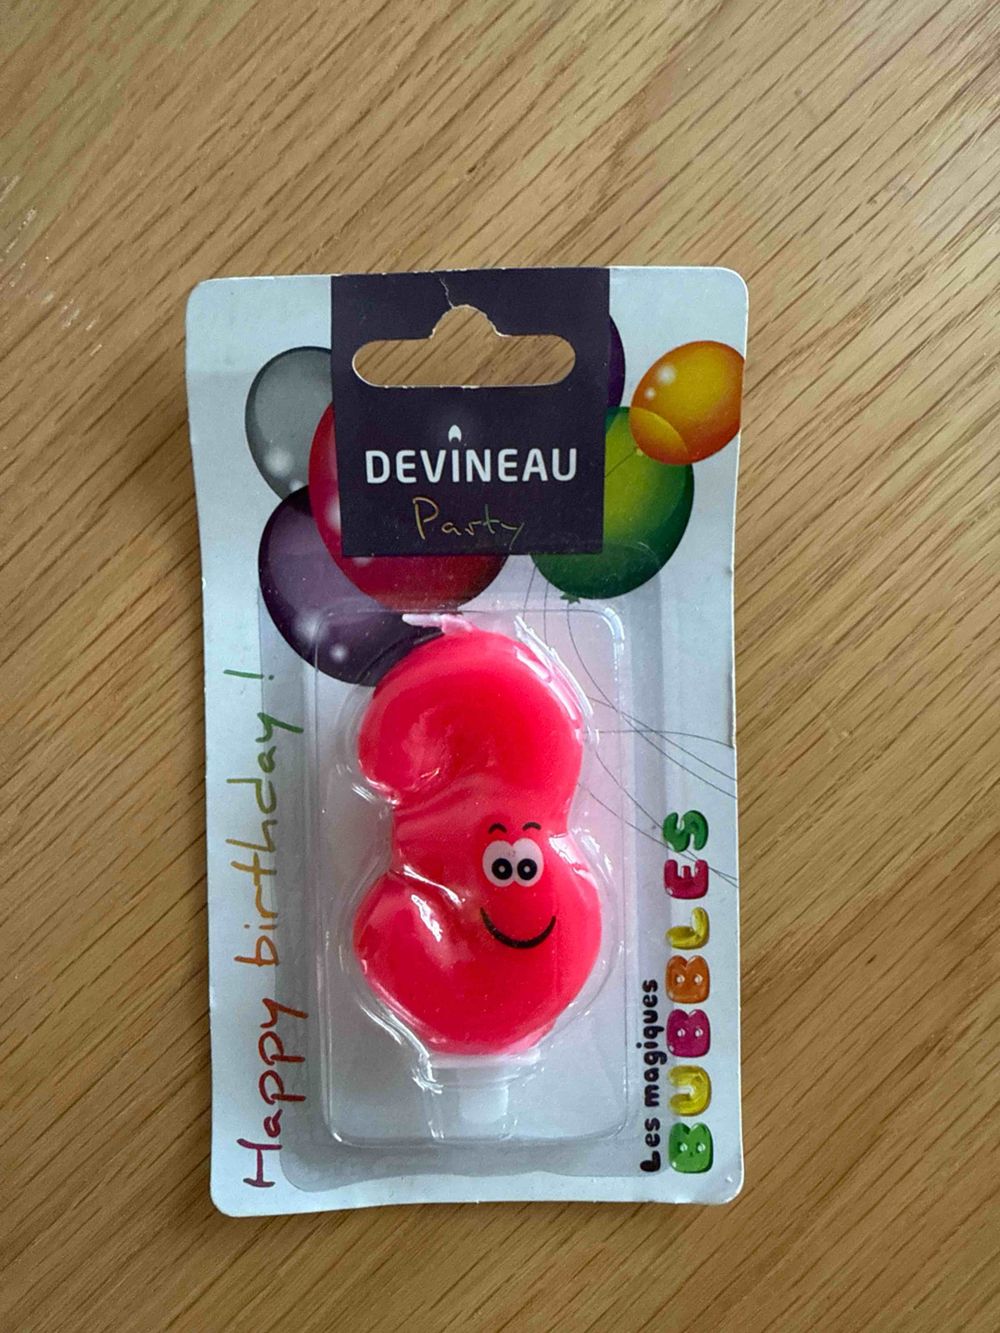 DEVINEAU
Party
Happy birthday !
Les magiques
BUBBLES